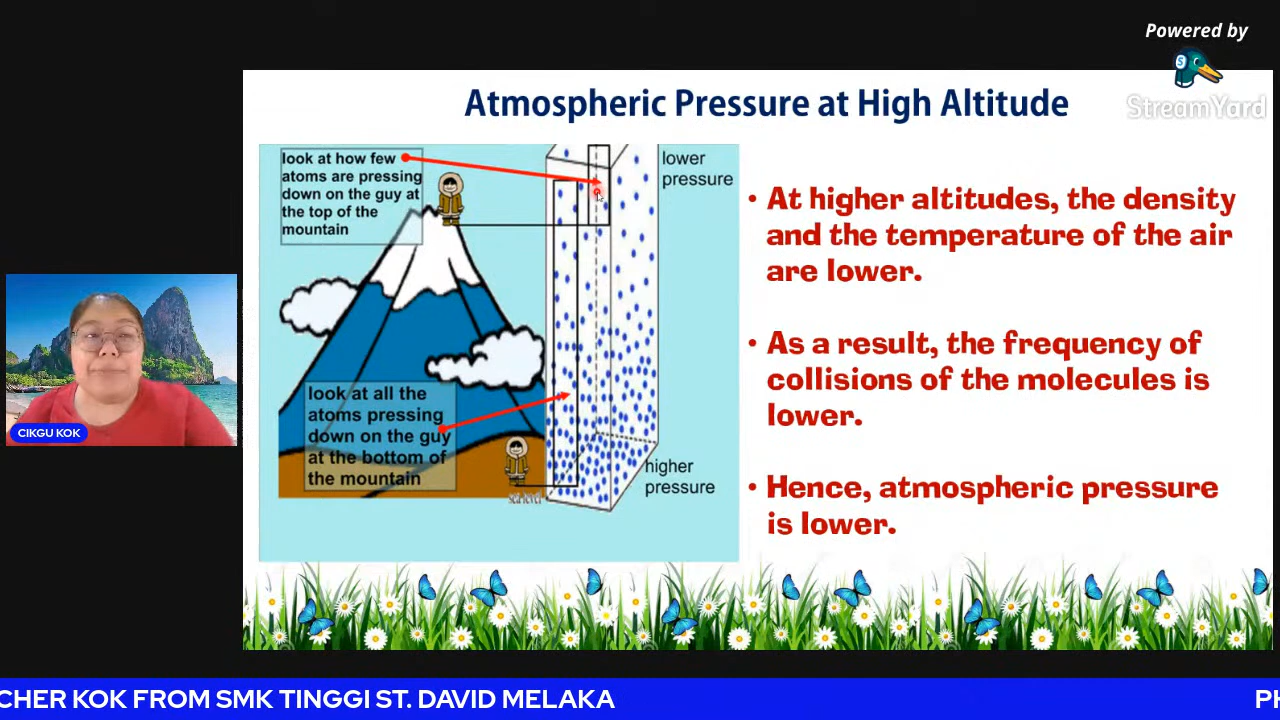 Powered by
S
StreamYard
Atmospheric Pressure at High Altitude
look at how few
atoms are pressing
down on the guy at
the top of the
mountain
lower
pressure
look at all the
atoms pressing
down on the guy
at the bottom of
the mountain
higher
pressure
sea level
• At higher altitudes, the density
and the temperature of the air
are lower.
• As a result, the frequency of
collisions of the molecules is
lower.
• Hence, atmospheric pressure
is lower.
CIKGU KOK
CHER KOK FROM SMK TINGGI ST. DAVID MELAKA
PH